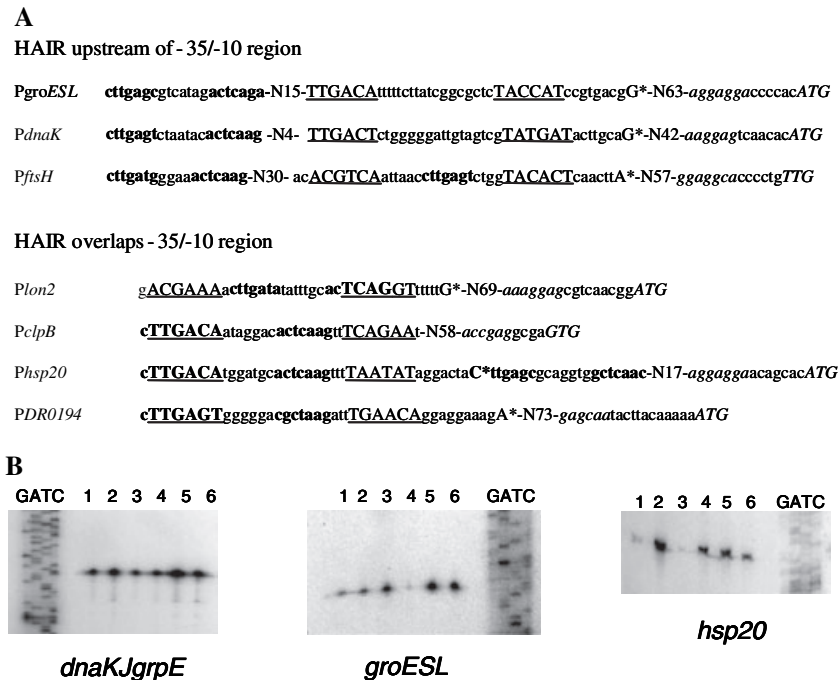 A
HAIR upstream of - 35/-10 region
PgroESL cttgagcgtcatagactcaga-N15-TTGACAtttttcttatcggcgctcTACCATccgtgacgG*-N63-aggaggaccccacATG
PdnaK cttgagtctaatacactcaag -N4- TTGACTctgggggattgtagtcgTATGATacttgcaG*-N42-aaggagtcaacacATG
PftsH cttgatgggaaactcaag-N30- acACGTCAattaaccttgagtctggTACACTcaacttA*-N57-ggaggcacccctgTTG
HAIR overlaps - 35/-10 region
Plon2 gACGAAAacttgatatatttgcacTCAGGTtttttG*-N69-aaaggagcgtcaacggATG
PclpB cTTGACAataggacactcaagttTCAGAAt-N58-accgaggcgaGTG
Phsp20 cTTGACAtggatgcactcaagtttTAATATaggactaC*ttgagcgcaggtggctcaac-N17-aggaggaacagcacATG
PDR0194 cTTGAGTgggggacgctaagattTGAACAggaggaaagA*-N73-gagcaatacttacaaaaaATG
B
GATC 1 2 3 4 5 6
1 2 3 4 5 6 GATC
1 2 3 4 5 6 GATC
dnaKJgrpE
groESL
hsp20